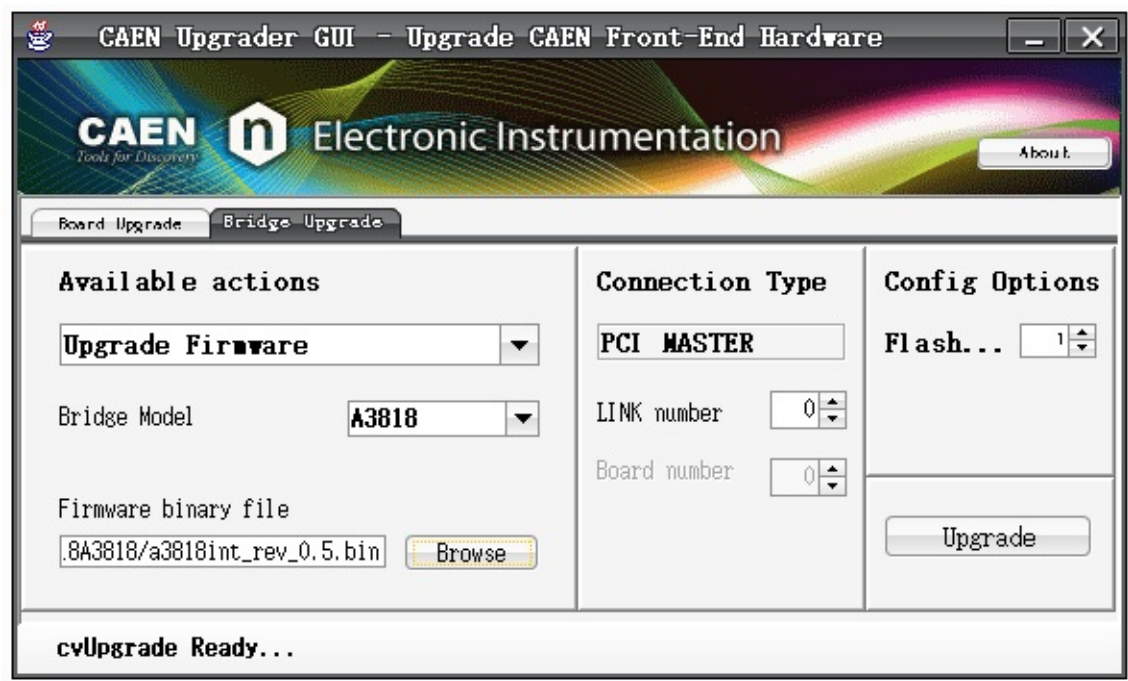 CAEN Upgrader GUI - Upgrade CAEN Front-End Hardware
CAEN n Electronic Instrumentation
Tools for Discovery
About
Board Upgrade
Bridge Upgrade
Available actions
Upgrade Firmware
Bridge Model A3818
Firmware binary file
.8A3818/a3818int_rev_0.5.bin Browse
Connection Type
PCI MASTER
LINK number 0
Board number 0
Config Options
Flash... 1
Upgrade
cvUpgrade Ready...